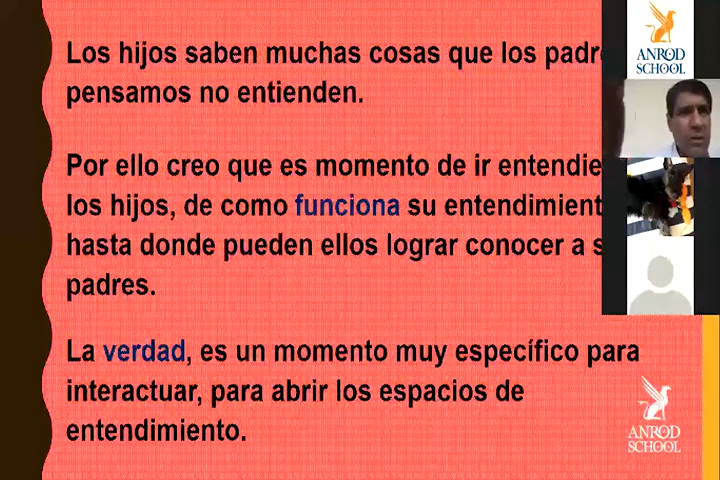 Los hijos saben muchas cosas que los padr
pensamos no entienden.
Por ello creo que es momento de ir entendie
los hijos, de como funciona su entendimient
hasta donde pueden ellos lograr conocer a s
padres.
La verdad, es un momento muy específico para
interactuar, para abrir los espacios de
entendimiento.
ANROD
SCHOOL
ANROD
SCHOOL